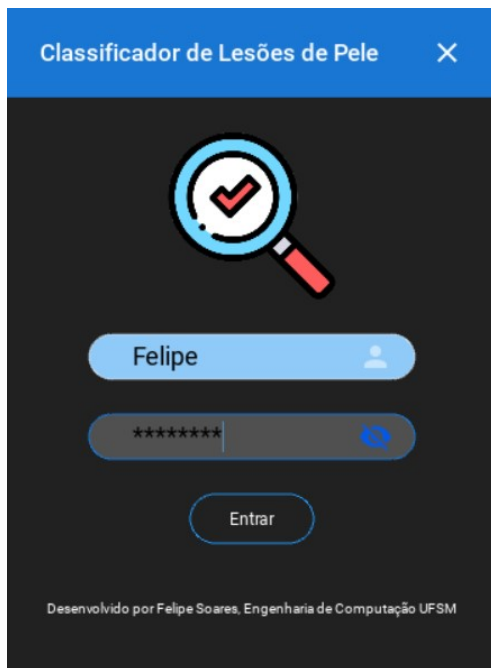 Classificador de Lesões de Pele
Felipe
********
Entrar
Desenvolvido por Felipe Soares, Engenharia de Computação UFSM